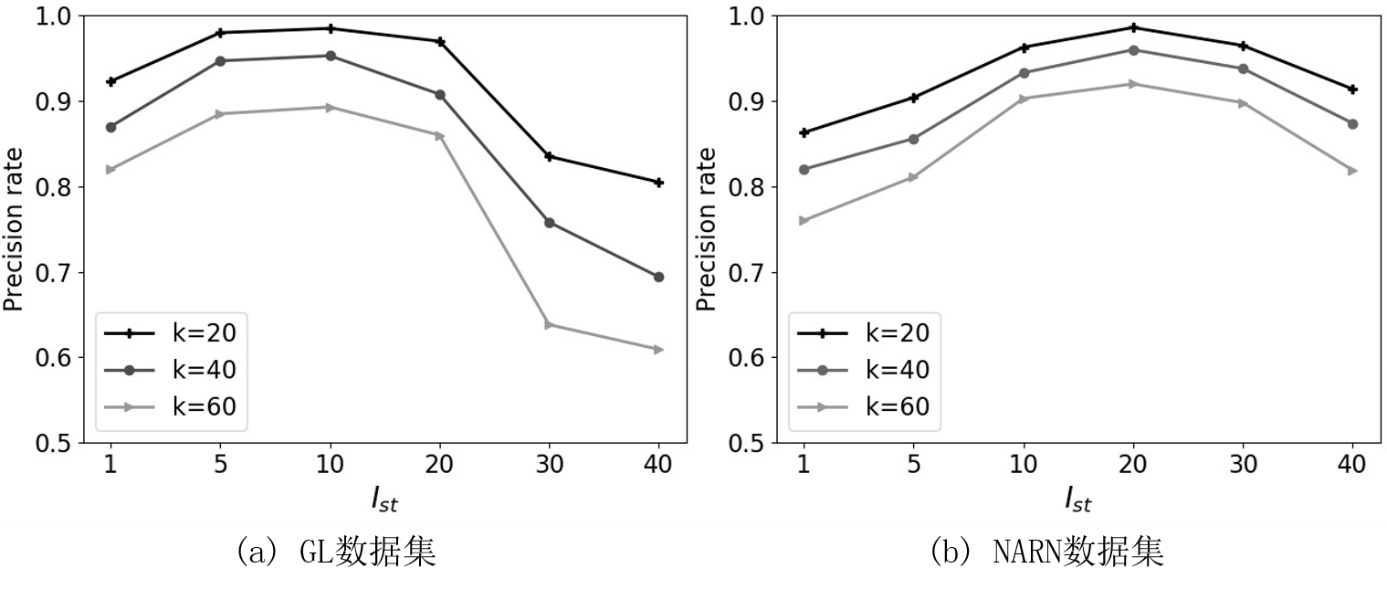 1.0
0.9
0.8
0.7
0.6
0.5
Precision rate
k=20
k=40
k=60
1 5 10 20 30 40
l_st
(a) GL数据集
1.0
0.9
0.8
0.7
0.6
0.5
Precision rate
k=20
k=40
k=60
1 5 10 20 30 40
l_st
(b) NARN数据集